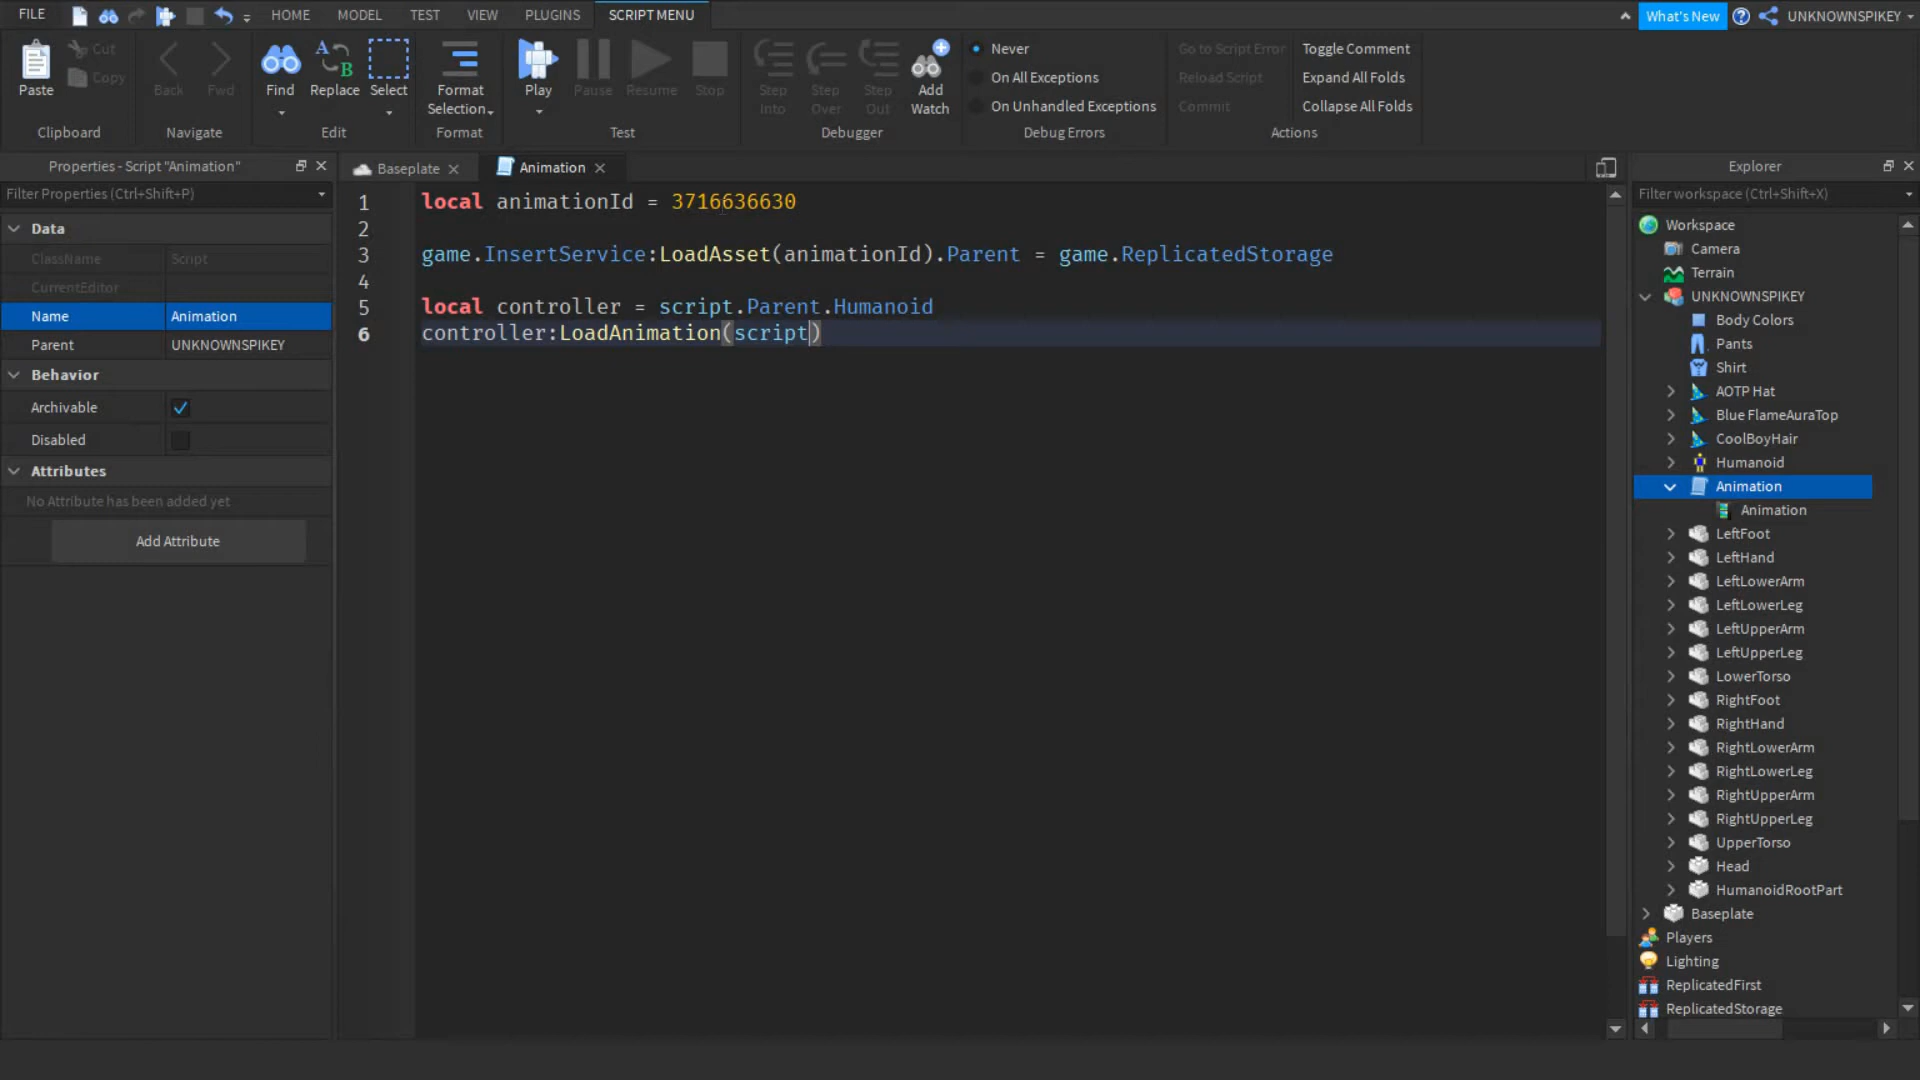 FILE HOME MODEL TEST VIEW PLUGINS SCRIPT MENU What's New UNKNOWNSPIKEY
Paste Cut Copy
Clipboard
Back Fwd
Navigate
Find Replace Select
Edit
Format Selection
Format
Play Pause Resume Stop
Test
Step Into Step Over Step Out Add Watch
Debugger
Never
On All Exceptions
On Unhandled Exceptions
Debug Errors
Go to Script Error Toggle Comment
Reload Script Expand All Folds
Commit Collapse All Folds
Actions
Properties - Script "Animation"
Filter Properties (Ctrl+Shift+P)
Data
ClassName Script
CurrentEditor
Name Animation
Parent UNKNOWNSPIKEY
Behavior
Archivable
Disabled
Attributes
No Attribute has been added yet
Add Attribute
Baseplate Animation
1 local animationId = 3716636630
2
3 game.InsertService:LoadAsset(animationId).Parent = game.ReplicatedStorage
4
5 local controller = script.Parent.Humanoid
6 controller:LoadAnimation(script)
Explorer
Filter workspace (Ctrl+Shift+X)
Workspace
Camera
Terrain
UNKNOWNSPIKEY
Body Colors
Pants
Shirt
AOTP Hat
Blue FlameAuraTop
CoolBoyHair
Humanoid
Animation
Animation
LeftFoot
LeftHand
LeftLowerArm
LeftLowerLeg
LeftUpperArm
LeftUpperLeg
LowerTorso
RightFoot
RightHand
RightLowerArm
RightLowerLeg
RightUpperArm
RightUpperLeg
UpperTorso
Head
HumanoidRootPart
Baseplate
Players
Lighting
ReplicatedFirst
ReplicatedStorage